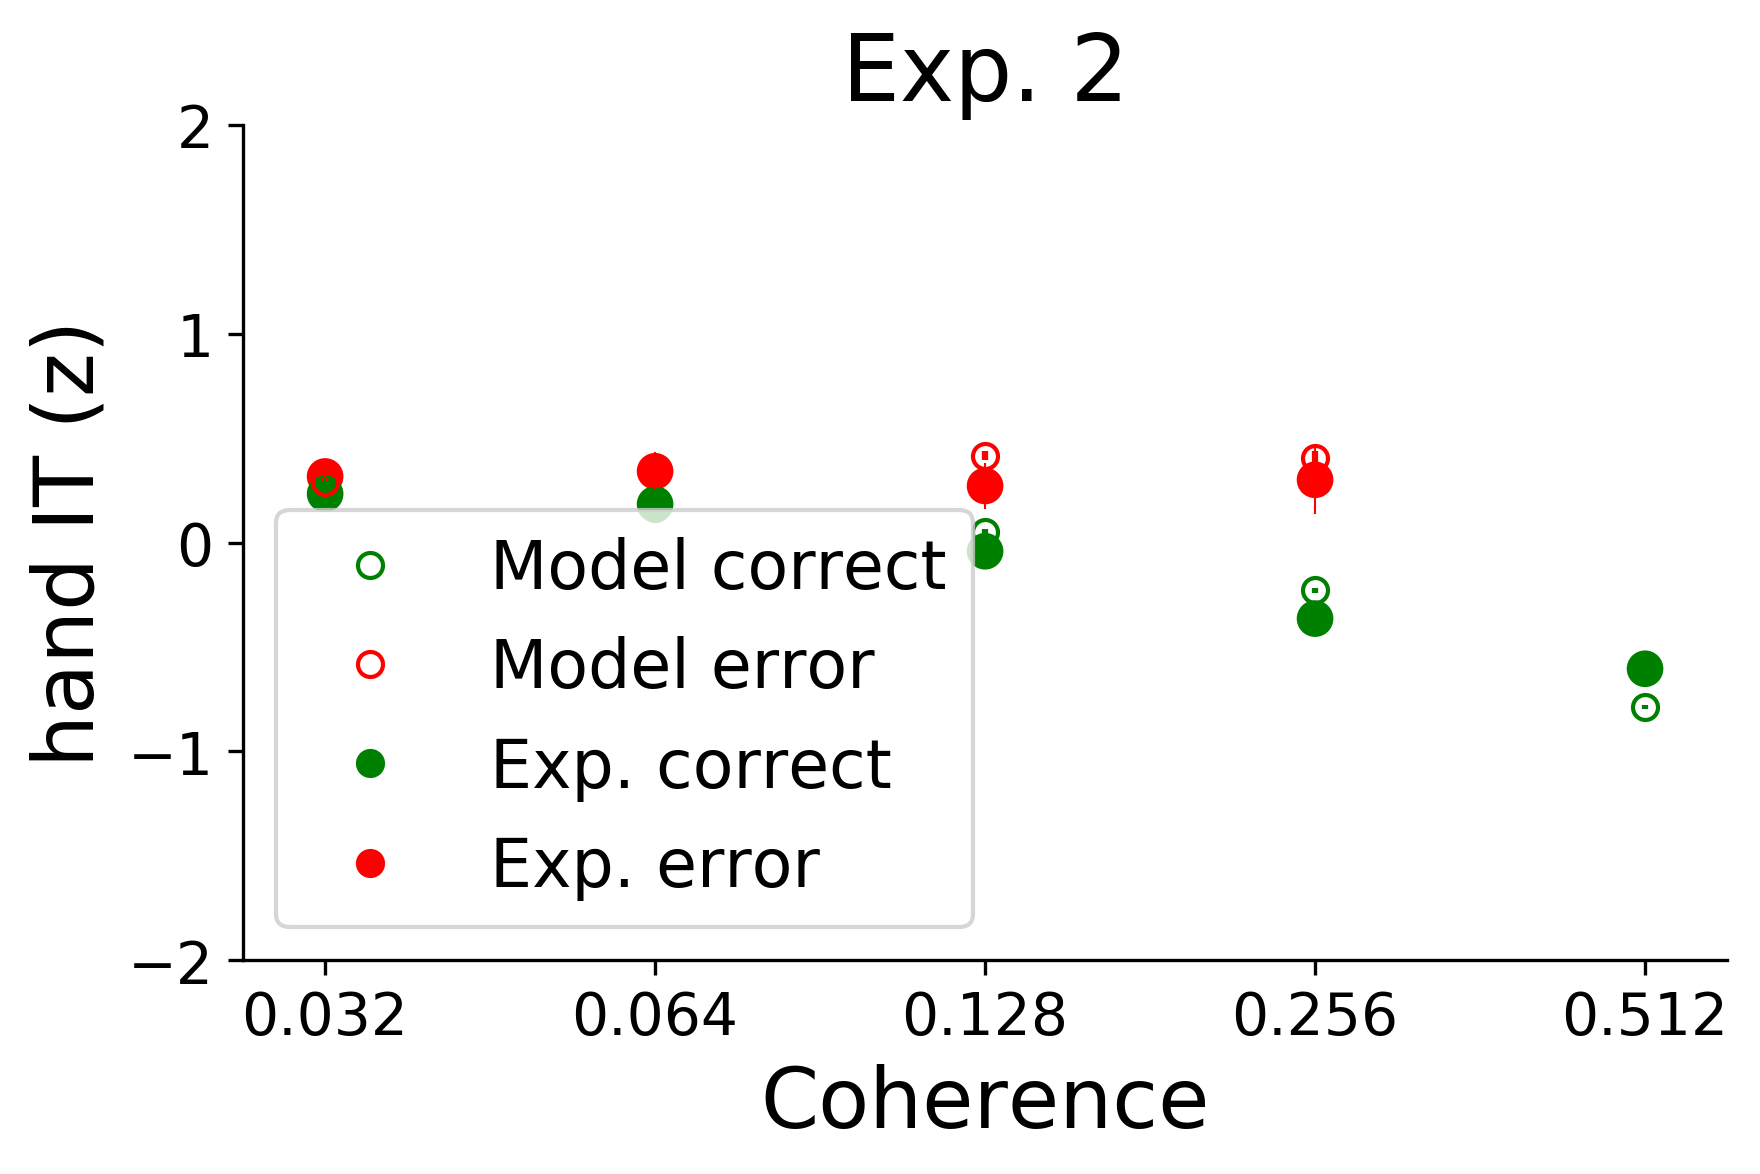 Exp. 2
hand IT (z)
2
1
0
−1
−2
Model correct
Model error
Exp. correct
Exp. error
0.032 0.064 0.128 0.256 0.512
Coherence